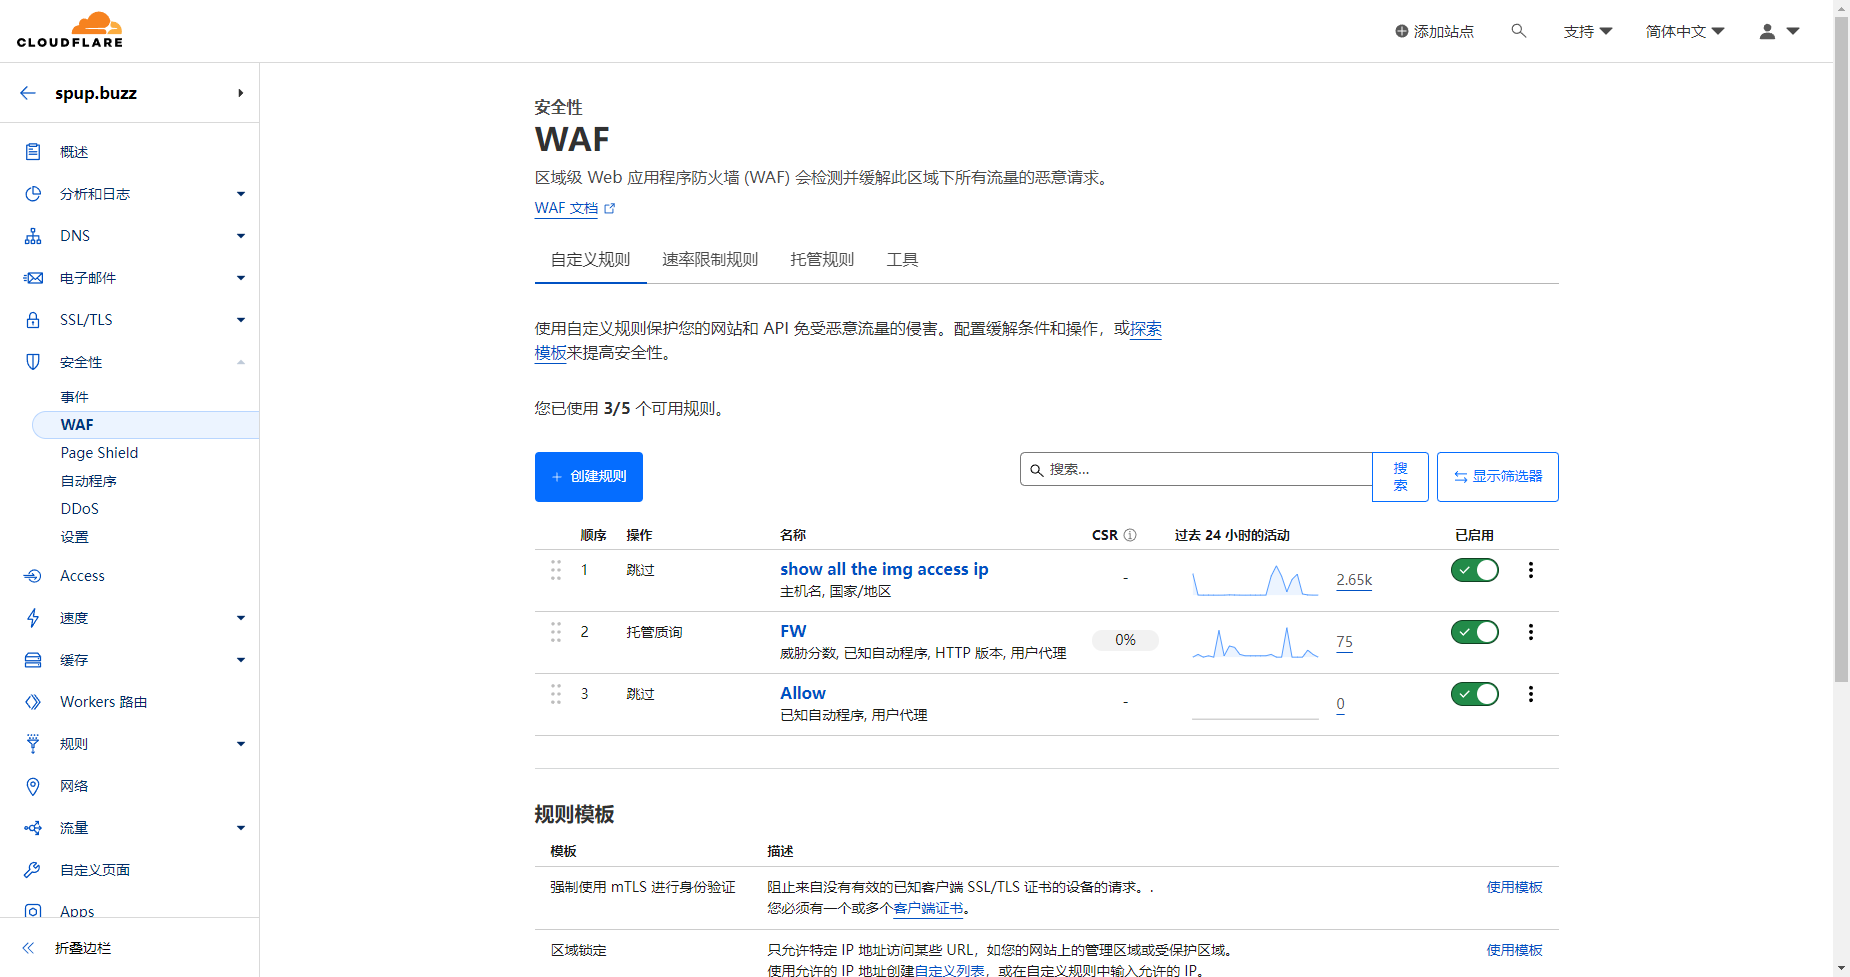 CLOUDFLARE
添加站点
支持
简体中文
spup.buzz
概述
分析和日志
DNS
电子邮件
SSL/TLS
安全性
事件
WAF
Page Shield
自动程序
DDoS
设置
Access
速度
缓存
Workers 路由
规则
网络
流量
自定义页面
Apps
折叠边栏
安全性
WAF
区域级 Web 应用程序防火墙 (WAF) 会检测并缓解此区域下所有流量的恶意请求。
WAF 文档
自定义规则 速率限制规则 托管规则 工具
使用自定义规则保护您的网站和 API 免受恶意流量的侵害。配置缓解条件和操作，或探索
模板来提高安全性。
您已使用 3/5 个可用规则。
+ 创建规则
搜索...
搜
索
显示筛选器
顺序 操作 名称 CSR 过去 24 小时的活动 已启用
1 跳过 show all the img access ip - 2.65k
主机名, 国家/地区
2 托管质询 FW 0% 75
威胁分数, 已知自动程序, HTTP 版本, 用户代理
3 跳过 Allow - 0
已知自动程序, 用户代理
规则模板
模板 描述
强制使用 mTLS 进行身份验证 阻止来自没有有效的已知客户端 SSL/TLS 证书的设备的请求。. 使用模板
您必须有一个或多个客户端证书。
区域锁定 只允许特定 IP 地址访问某些 URL，如您的网站上的管理区域或受保护区域。 使用模板
使用允许的 IP 地址创建自定义列表，或在自定义规则中输入允许的 IP。